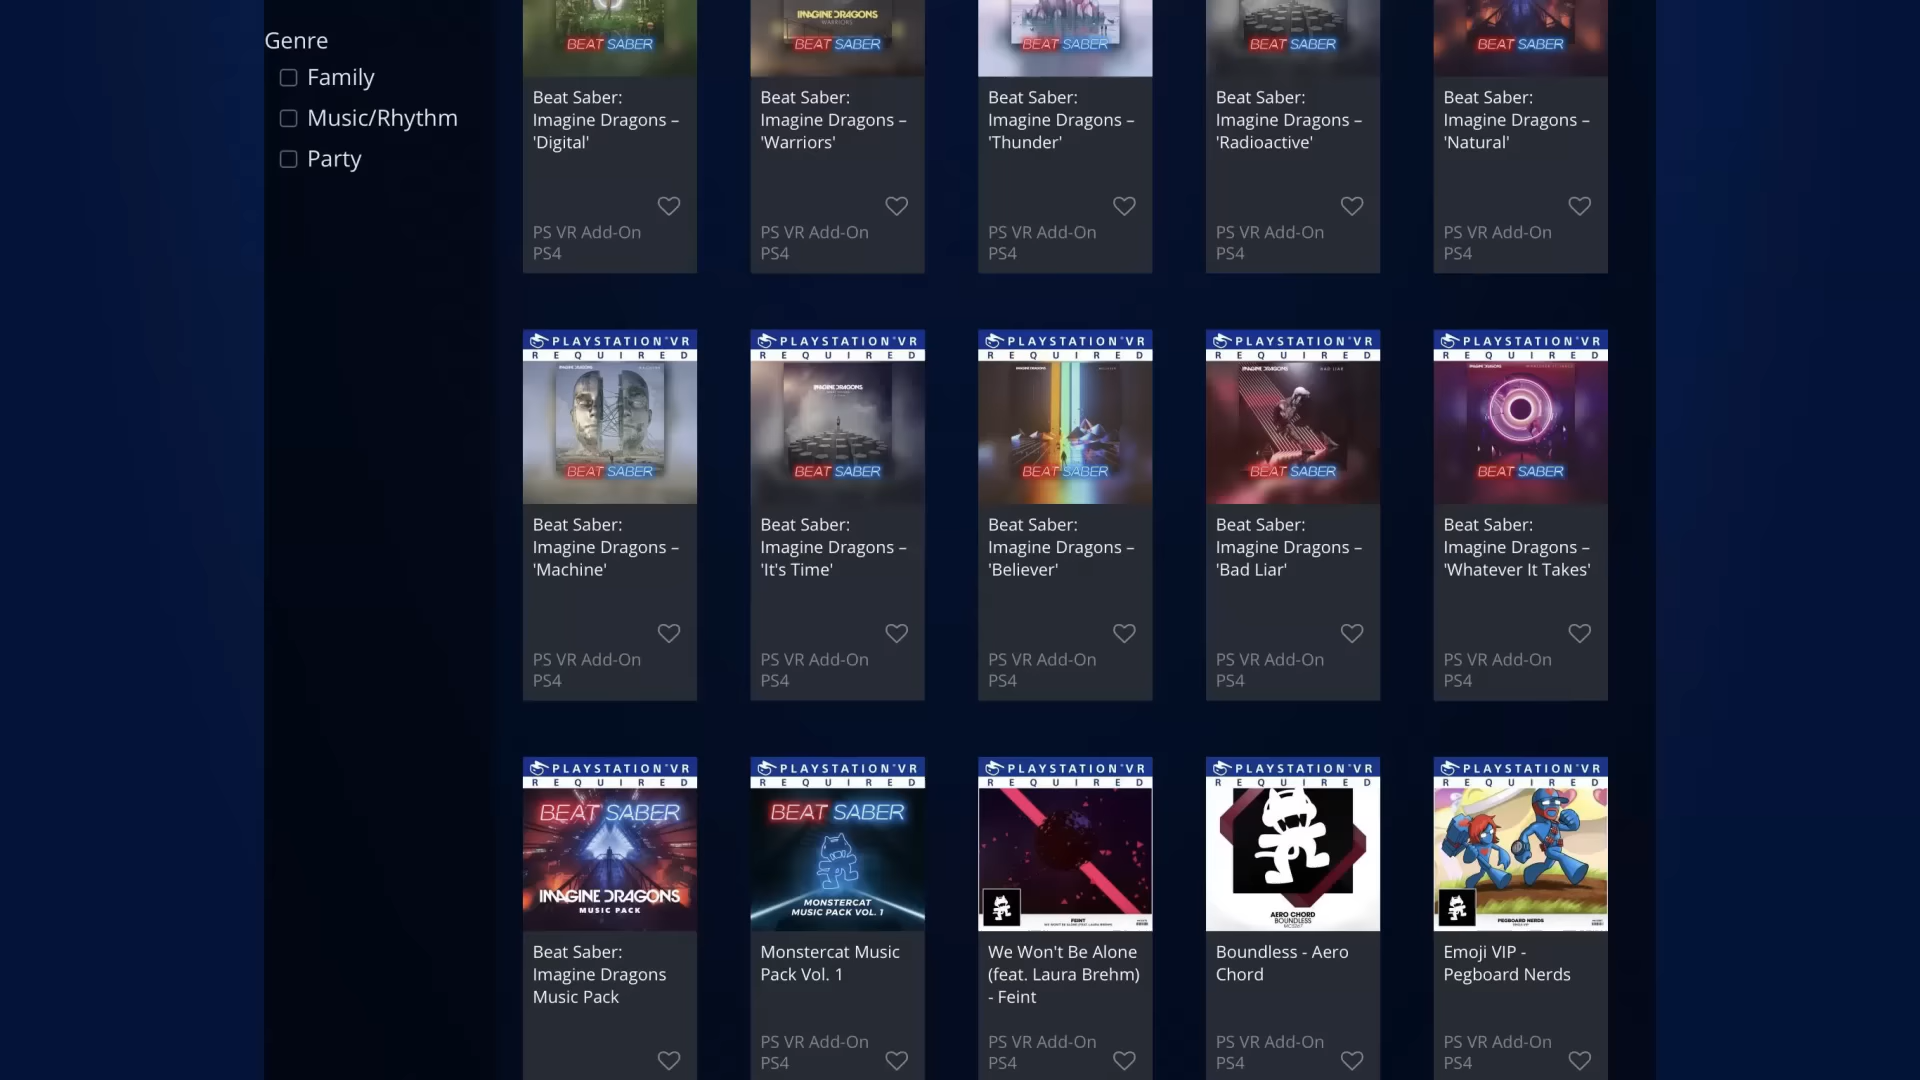 Genre
Family
Music/Rhythm
Party
BEAT SABER
IMAGINE DRAGONS
WARRIORS
BEAT SABER
BEAT SABER
BEAT SABER
BEAT SABER
Beat Saber:
Imagine Dragons –
'Digital'
PS VR Add-On
PS4
Beat Saber:
Imagine Dragons –
'Warriors'
PS VR Add-On
PS4
Beat Saber:
Imagine Dragons –
'Thunder'
PS VR Add-On
PS4
Beat Saber:
Imagine Dragons –
'Radioactive'
PS VR Add-On
PS4
Beat Saber:
Imagine Dragons –
'Natural'
PS VR Add-On
PS4
PLAYSTATION VR
REQUIRED
IMAGINE DRAGONS
BEAT SABER
Beat Saber:
Imagine Dragons –
'Machine'
PS VR Add-On
PS4
PLAYSTATION VR
REQUIRED
IMAGINE DRAGONS
BEAT SABER
Beat Saber:
Imagine Dragons –
'It's Time'
PS VR Add-On
PS4
PLAYSTATION VR
REQUIRED
IMAGINE DRAGONS
BEAT SABER
Beat Saber:
Imagine Dragons –
'Believer'
PS VR Add-On
PS4
PLAYSTATION VR
REQUIRED
IMAGINE DRAGONS
BAD LIAR
BEAT SABER
Beat Saber:
Imagine Dragons –
'Bad Liar'
PS VR Add-On
PS4
PLAYSTATION VR
REQUIRED
IMAGINE DRAGONS
BEAT SABER
Beat Saber:
Imagine Dragons –
'Whatever It Takes'
PS VR Add-On
PS4
PLAYSTATION VR
REQUIRED
BEAT SABER
IMAGINE DRAGONS
MUSIC PACK
Beat Saber:
Imagine Dragons
Music Pack
PLAYSTATION VR
REQUIRED
BEAT SABER
MONSTERCAT
MUSIC PACK VOL. 1
Monstercat Music
Pack Vol. 1
PS VR Add-On
PS4
PLAYSTATION VR
REQUIRED
FEINT
We Won't Be Alone
(feat. Laura Brehm)
- Feint
PS VR Add-On
PS4
PLAYSTATION VR
REQUIRED
AERO CHORD
BOUNDLESS
Boundless - Aero
Chord
PS VR Add-On
PS4
PLAYSTATION VR
REQUIRED
PEGBOARD NERDS
Emoji VIP -
Pegboard Nerds
PS VR Add-On
PS4